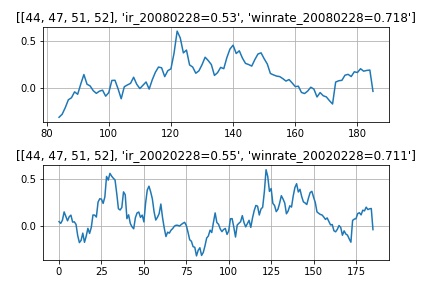 [[44, 47, 51, 52], 'ir_20080228=0.53', 'winrate_20080228=0.718']
0.5
0.0
80 100 120 140 160 180
[[44, 47, 51, 52], 'ir_20020228=0.55', 'winrate_20020228=0.711']
0.5
0.0
0 25 50 75 100 125 150 175